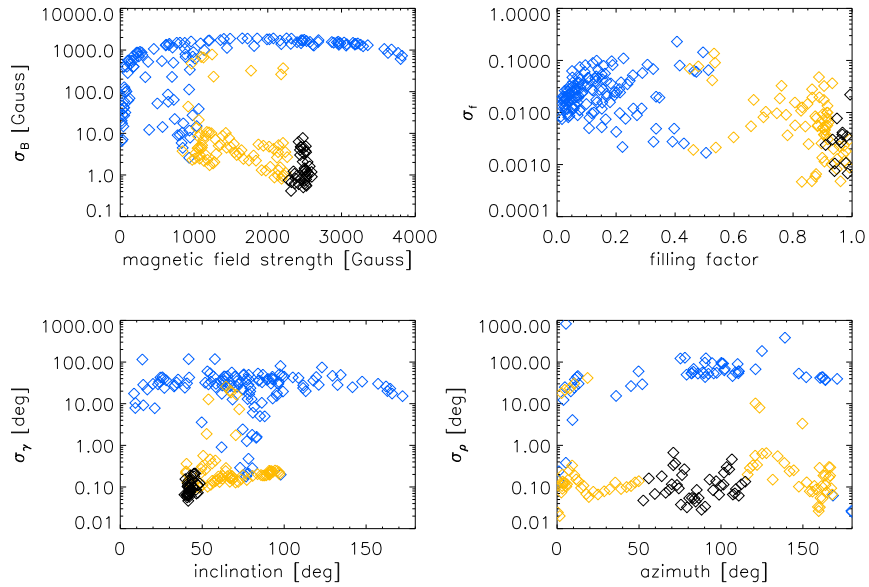 1000.0
100.0
10.0
1.0
0.1
σB [Gauss]
0 1000 2000 3000 4000
magnetic field strength [Gauss]
1.0000
0.1000
0.0100
0.0010
0.0001
σf
0.0 0.2 0.4 0.6 0.8 1.0
filling factor
1000.00
100.00
10.00
1.00
0.10
0.01
σγ [deg]
0 50 100 150
inclination [deg]
1000.00
100.00
10.00
1.00
0.10
0.01
σρ [deg]
0 50 100 150
azimuth [deg]